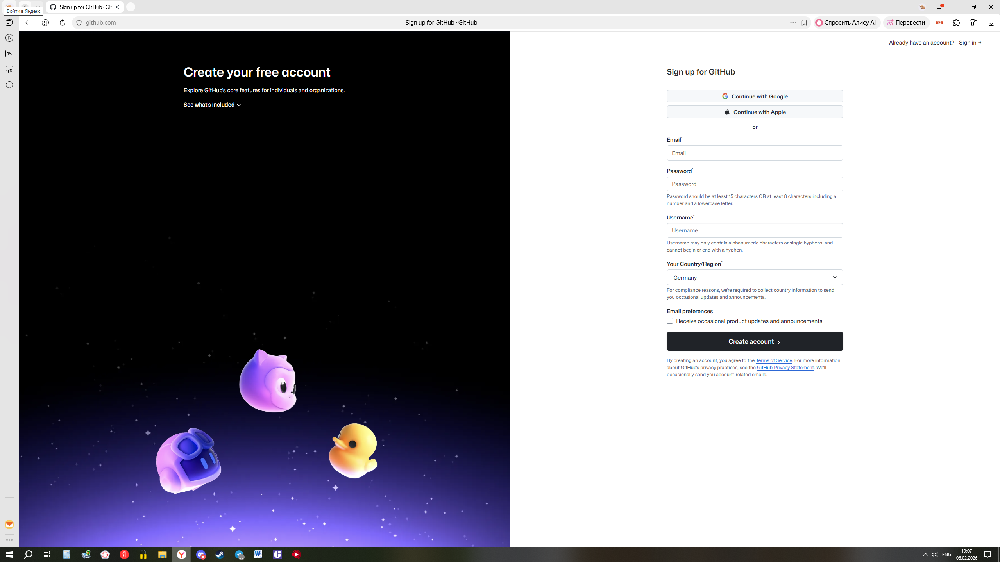 Sign up for GitHub · Git
Войти в Яндекс
github.com
Sign up for GitHub · GitHub
Спросить Алису AI
Перевести
15
Already have an account? Sign in →
Create your free account
Explore GitHub's core features for individuals and organizations.
See what's included
Sign up for GitHub
Continue with Google
Continue with Apple
or
Email*
Email
Password*
Password
Password should be at least 15 characters OR at least 8 characters including a
number and a lowercase letter.
Username*
Username
Username may only contain alphanumeric characters or single hyphens, and
cannot begin or end with a hyphen.
Your Country/Region*
Germany
For compliance reasons, we're required to collect country information to send
you occasional updates and announcements.
Email preferences
Receive occasional product updates and announcements
Create account
By creating an account, you agree to the Terms of Service. For more information
about GitHub's privacy practices, see the GitHub Privacy Statement. We'll
occasionally send you account-related emails.
32
ENG
19:07
06.02.2026